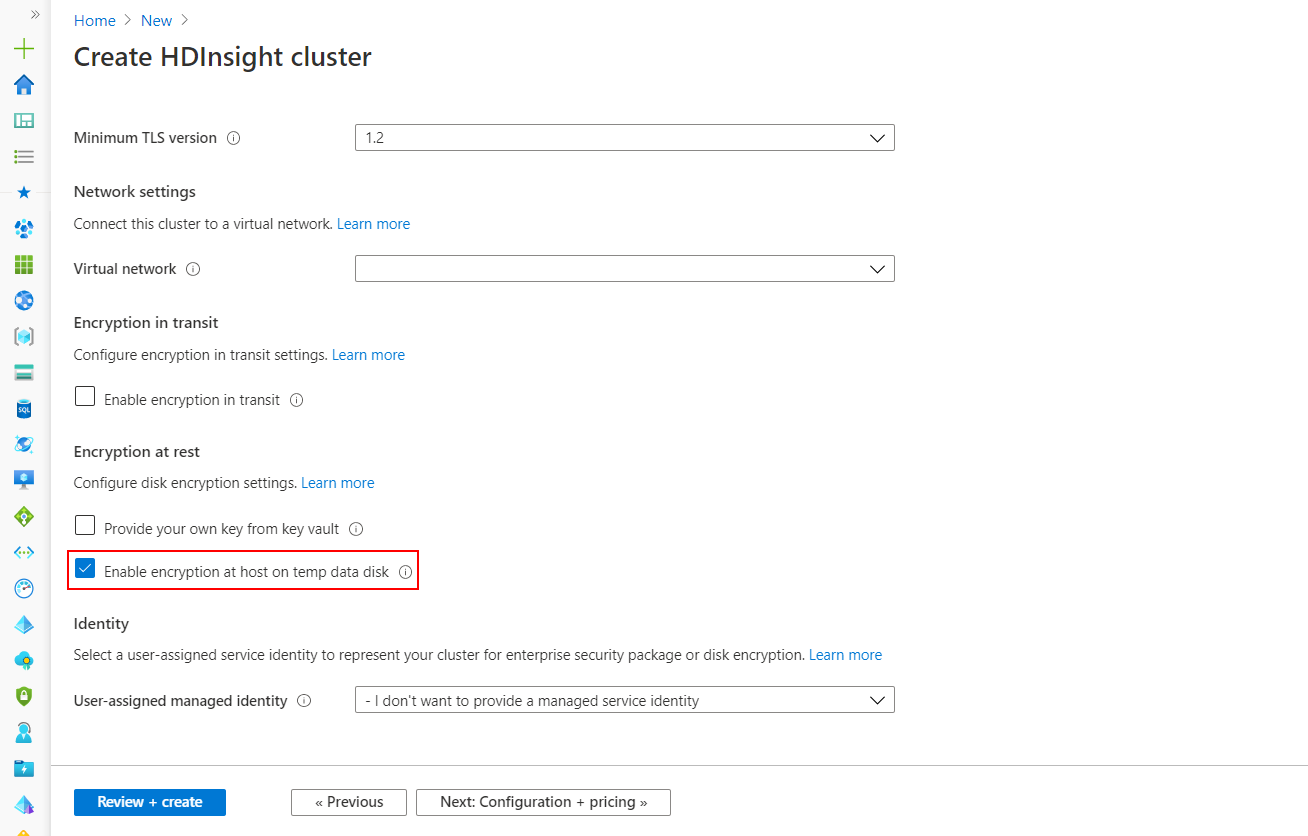 Home > New >
Create HDInsight cluster
Minimum TLS version
1.2
Network settings
Connect this cluster to a virtual network. Learn more
Virtual network
Encryption in transit
Configure encryption in transit settings. Learn more
Enable encryption in transit
Encryption at rest
Configure disk encryption settings. Learn more
Provide your own key from key vault
Enable encryption at host on temp data disk
Identity
Select a user-assigned service identity to represent your cluster for enterprise security package or disk encryption. Learn more
User-assigned managed identity
- I don't want to provide a managed service identity
Review + create
« Previous
Next: Configuration + pricing »
SQL